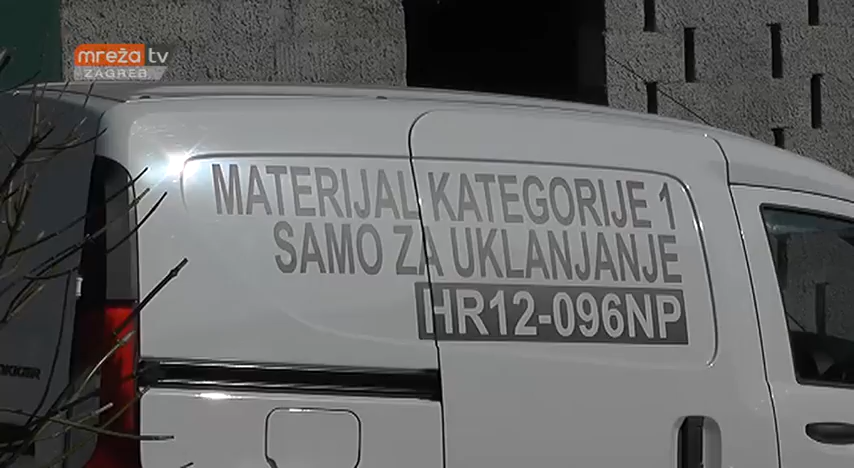 mreža tv
ZAGREB
MATERIJAL KATEGORIJE 1
SAMO ZA UKLANJANJE
HR12-096NP